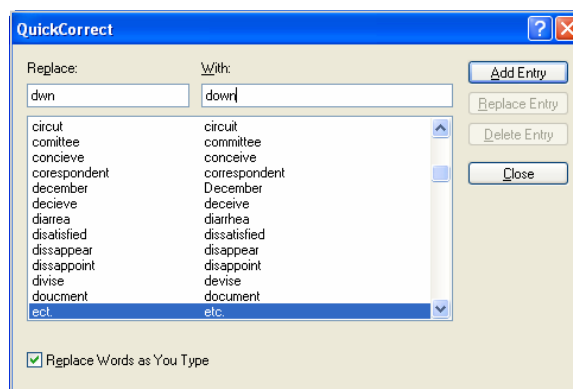 QuickCorrect
Replace: With:
dwn down
Add Entry
Replace Entry
Delete Entry
Close
circut circuit
comittee committee
concieve conceive
corespondent correspondent
december December
decieve deceive
diarrea diarrhea
disatisfied dissatisfied
dissappear disappear
dissappoint disappoint
divise devise
doucment document
ect. etc.
Replace Words as You Type